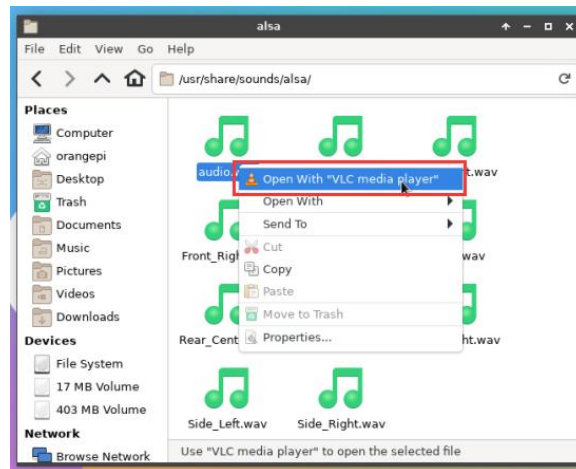 alsa
File Edit View Go Help
/usr/share/sounds/alsa/
Places
Computer
orangepi
Desktop
Trash
Documents
Music
Pictures
Videos
Downloads
Devices
File System
17 MB Volume
403 MB Volume
Network
Browse Network
audio.
t.wav
Open With "VLC media player"
Open With
Send To
Cut
Copy
Paste
Move to Trash
Properties...
Front_Righ
wav
Rear_Cent
ht.wav
Side_Left.wav
Side_Right.wav
Use "VLC media player" to open the selected file